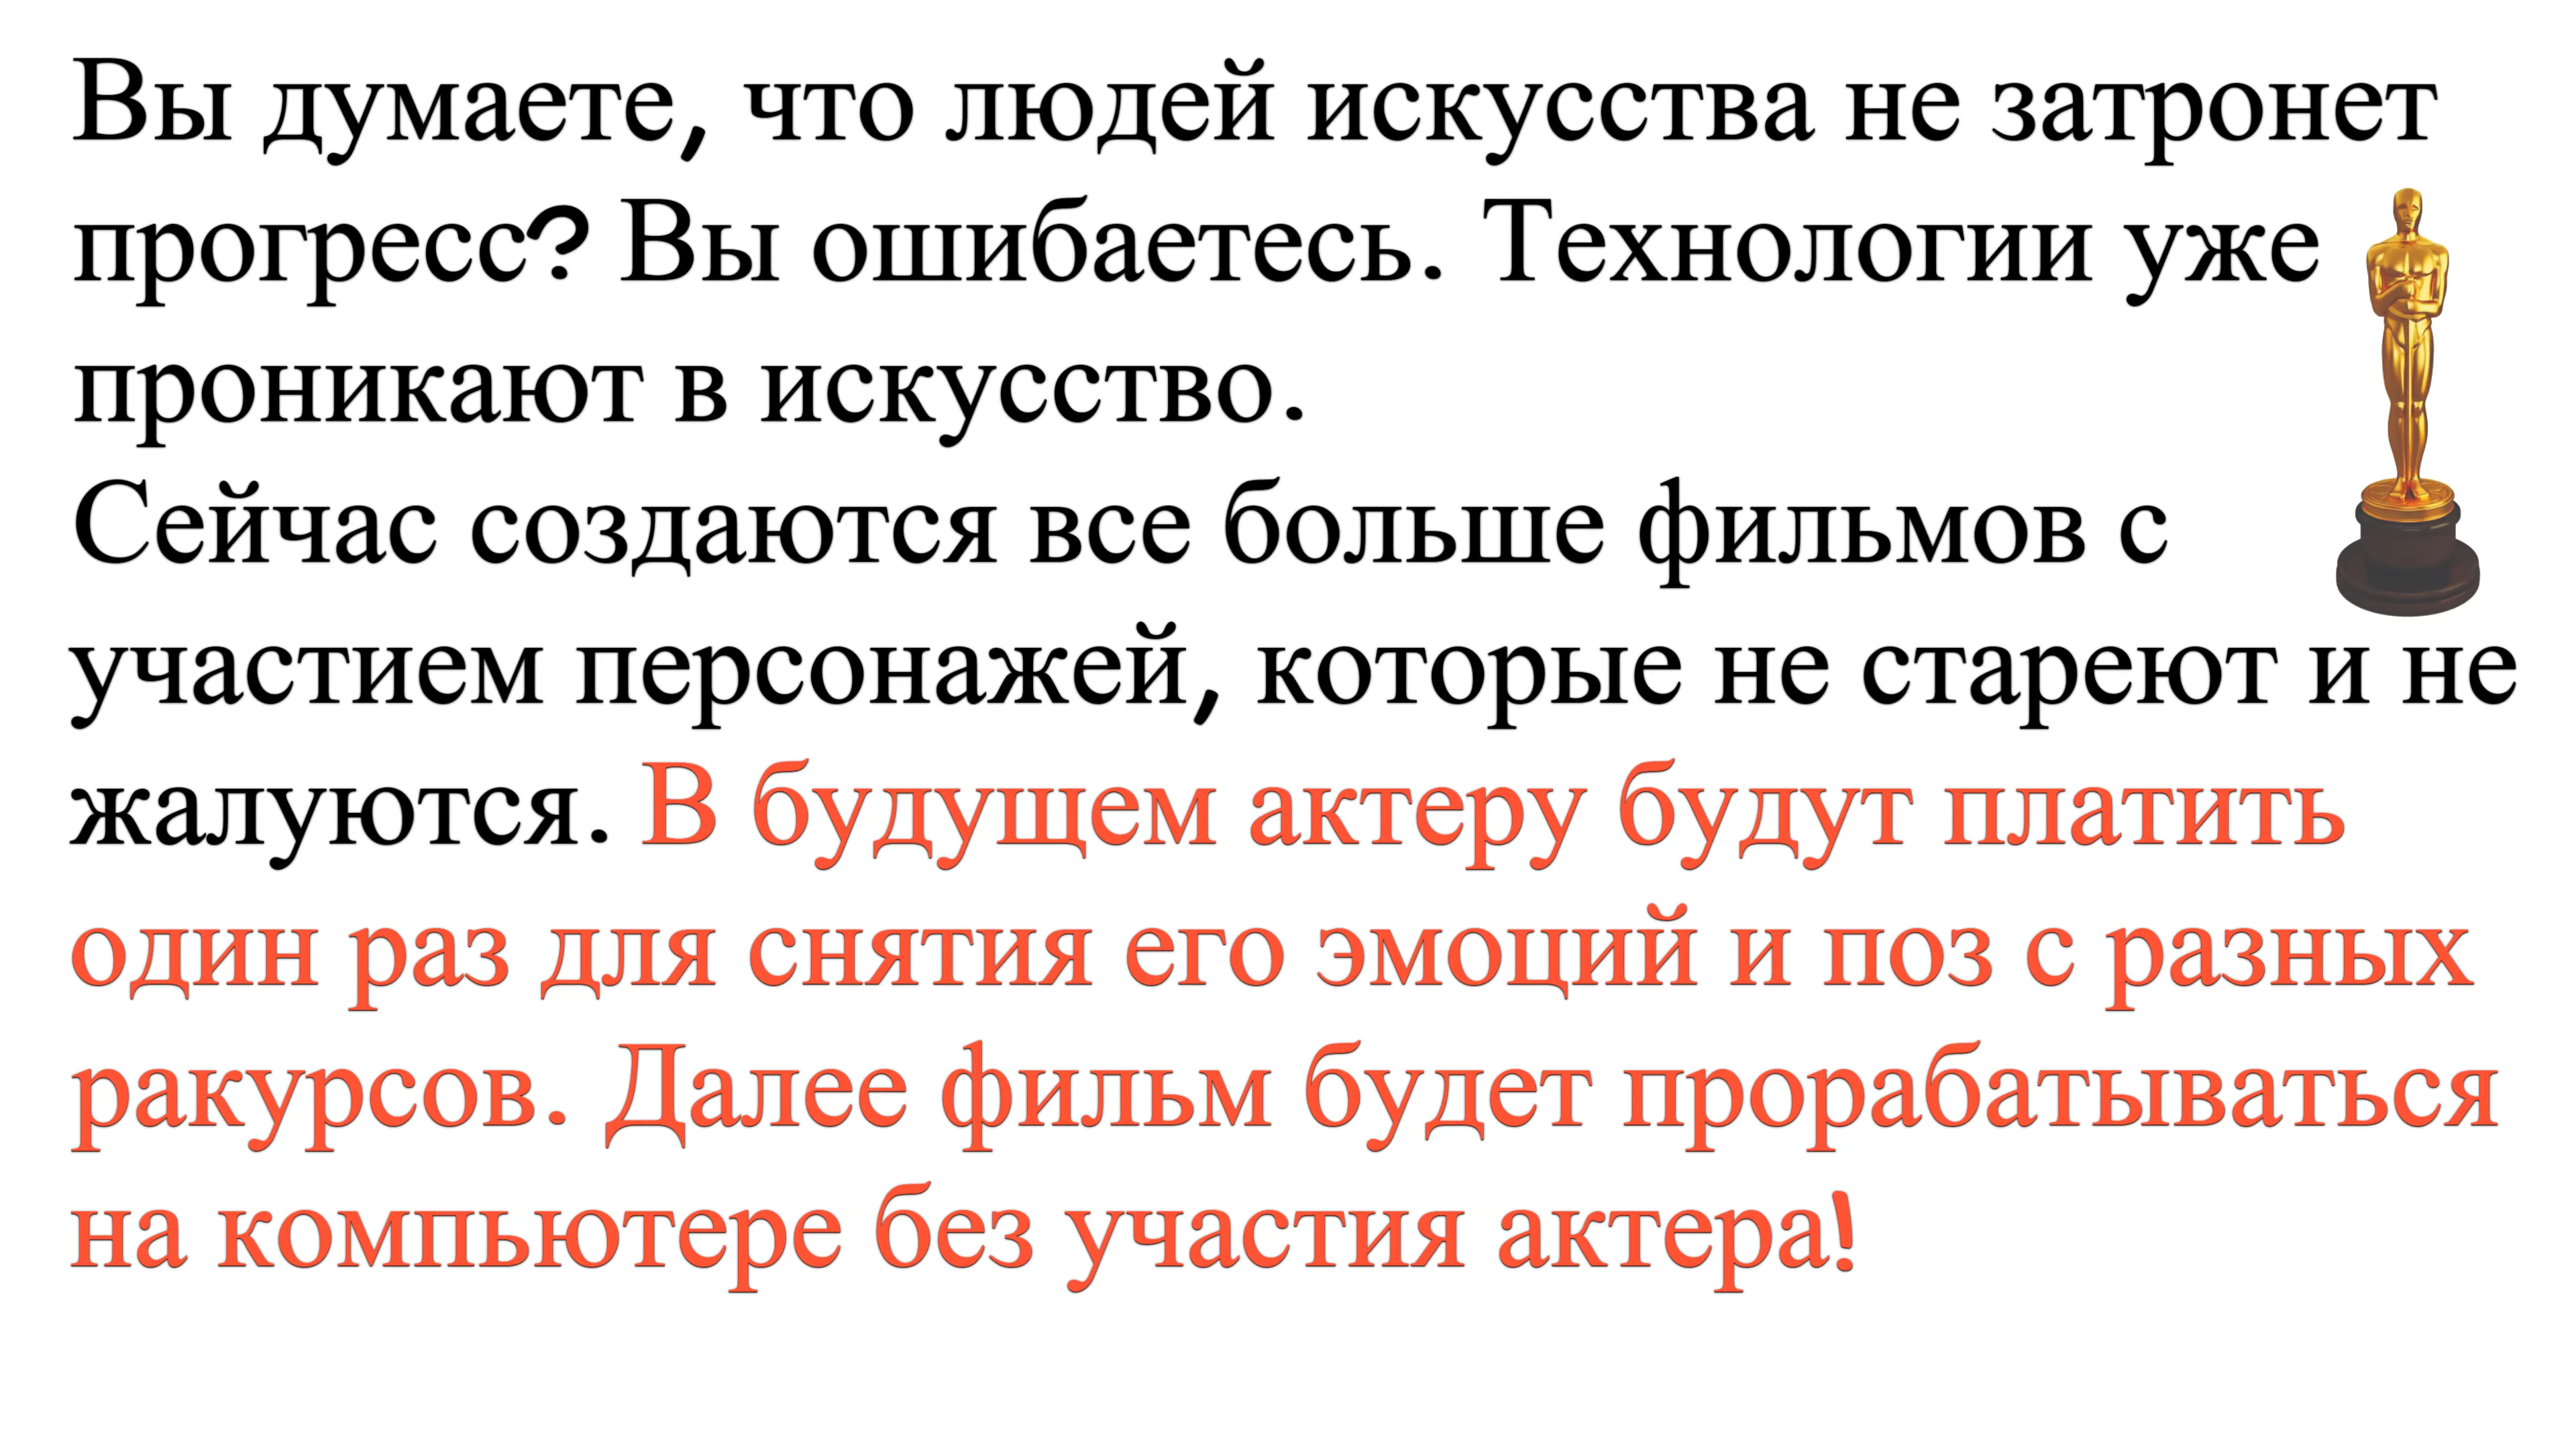 Вы думаете, что людей искусства не затронет
прогресс? Вы ошибаетесь. Технологии уже
проникают в искусство.
Сейчас создаются все больше фильмов с
участием персонажей, которые не стареют и не
жалуются. В будущем актеру будут платить
один раз для снятия его эмоций и поз с разных
ракурсов. Далее фильм будет прорабатываться
на компьютере без участия актера!